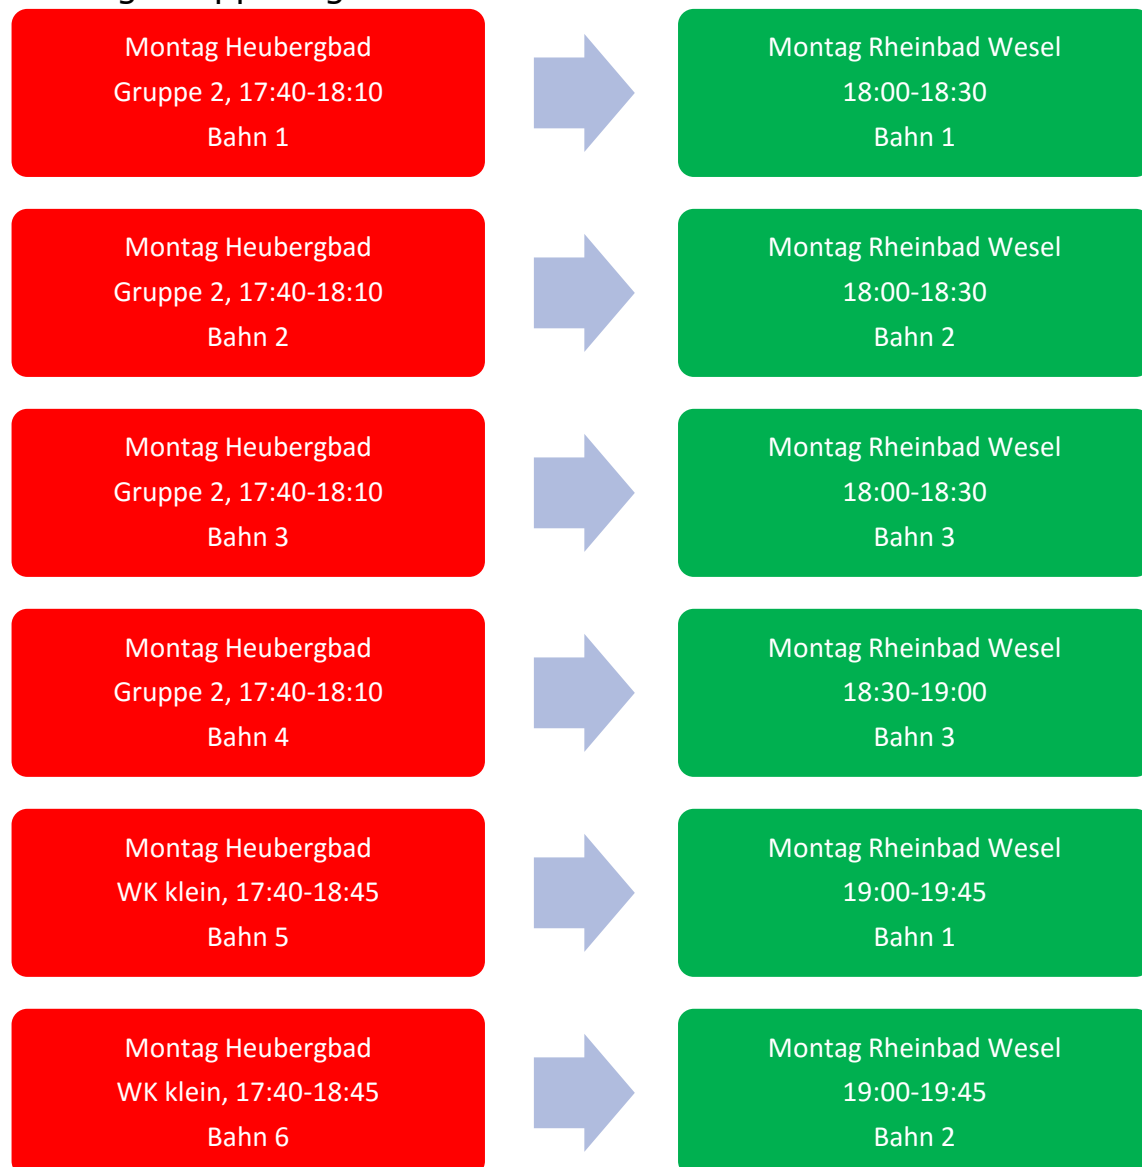 Montag Heubergbad
Gruppe 2, 17:40-18:10
Bahn 1
Montag Rheinbad Wesel
18:00-18:30
Bahn 1
Montag Heubergbad
Gruppe 2, 17:40-18:10
Bahn 2
Montag Rheinbad Wesel
18:00-18:30
Bahn 2
Montag Heubergbad
Gruppe 2, 17:40-18:10
Bahn 3
Montag Rheinbad Wesel
18:00-18:30
Bahn 3
Montag Heubergbad
Gruppe 2, 17:40-18:10
Bahn 4
Montag Rheinbad Wesel
18:30-19:00
Bahn 3
Montag Heubergbad
WK klein, 17:40-18:45
Bahn 5
Montag Rheinbad Wesel
19:00-19:45
Bahn 1
Montag Heubergbad
WK klein, 17:40-18:45
Bahn 6
Montag Rheinbad Wesel
19:00-19:45
Bahn 2